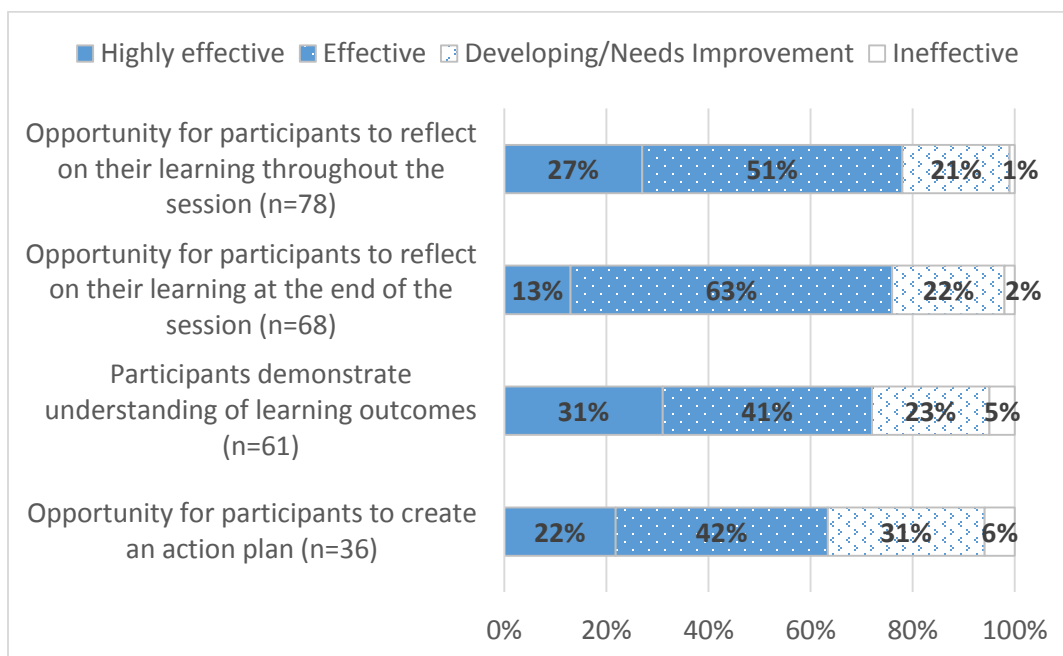 Highly effective Effective Developing/Needs Improvement Ineffective
Opportunity for participants to reflect
on their learning throughout the
session (n=78)
27% 51% 21% 1%
Opportunity for participants to reflect
on their learning at the end of the
session (n=68)
13% 63% 22% 2%
Participants demonstrate
understanding of learning outcomes
(n=61)
31% 41% 23% 5%
Opportunity for participants to create
an action plan (n=36)
22% 42% 31% 6%
0% 20% 40% 60% 80% 100%